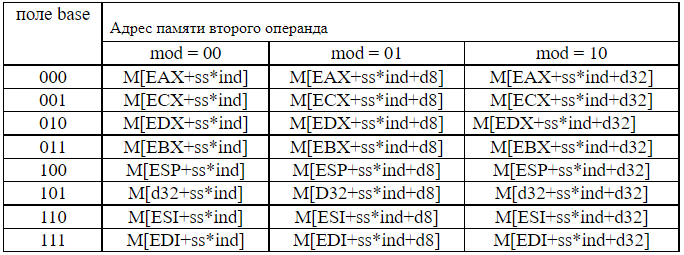 поле base
Адрес памяти второго операнда
mod = 00 mod = 01 mod = 10
000 M[EAX+ss*ind] M[EAX+ss*ind+d8] M[EAX+ss*ind+d32]
001 M[ECX+ss*ind] M[ECX+ss*ind+d8] M[ECX+ss*ind+d32]
010 M[EDX+ss*ind] M[EDX+ss*ind+d8] M[EDX+ss*ind+d32]
011 M[EBX+ss*ind] M[EBX+ss*ind+d8] M[EBX+ss*ind+d32]
100 M[ESP+ss*ind] M[ESP+ss*ind+d8] M[ESP+ss*ind+d32]
101 M[d32+ss*ind] M[D32+ss*ind+d8] M[d32+ss*ind+d32]
110 M[ESI+ss*ind] M[ESI+ss*ind+d8] M[ESI+ss*ind+d32]
111 M[EDI+ss*ind] M[EDI+ss*ind+d8] M[EDI+ss*ind+d32]